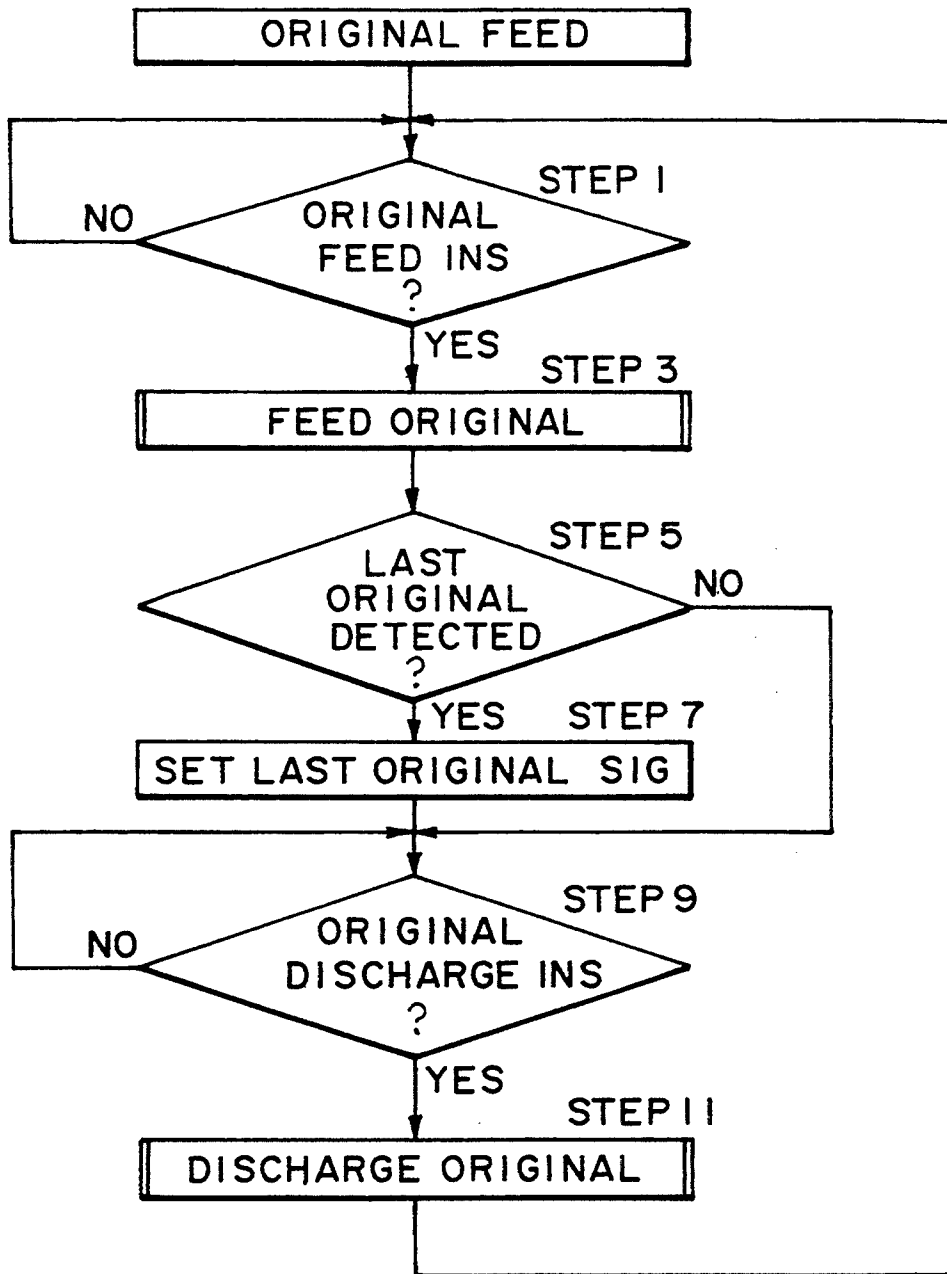 ORIGINAL FEED
STEP 1
NO
ORIGINAL
FEED INS
?
YES
STEP 3
FEED ORIGINAL
STEP 5
LAST
ORIGINAL
DETECTED
?
NO
YES
STEP 7
SET LAST ORIGINAL SIG
STEP 9
NO
ORIGINAL
DISCHARGE INS
?
YES
STEP 11
DISCHARGE ORIGINAL